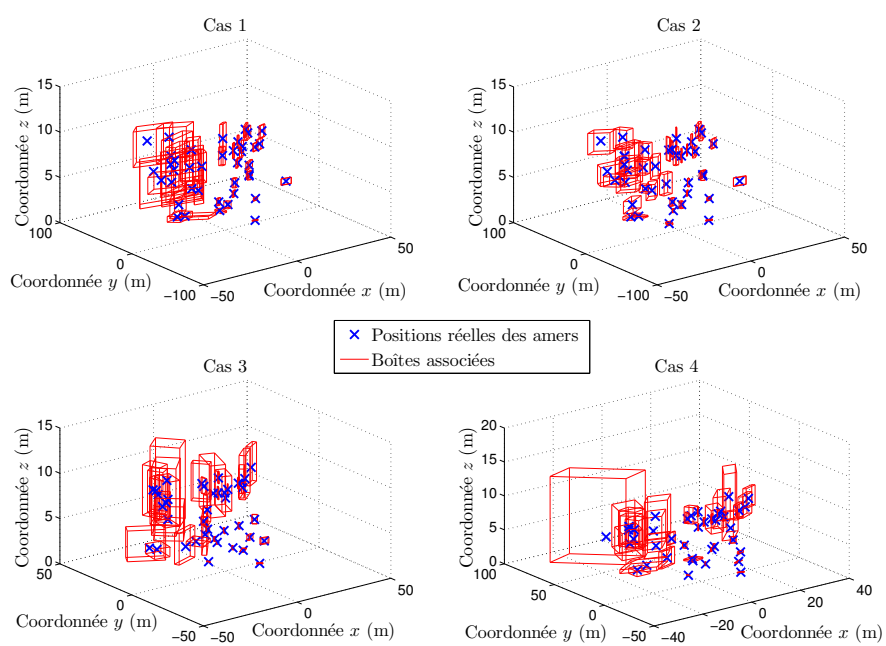 Cas 1
15
10
5
0
100
0
−100
−50
0
50
Coordonnée z (m)
Coordonnée y (m)
Coordonnée x (m)
Cas 2
15
10
5
0
100
0
−100
−50
0
50
Coordonnée z (m)
Coordonnée y (m)
Coordonnée x (m)
Positions réelles des amers
Boîtes associées
Cas 3
15
10
5
0
50
0
−50
−50
0
50
Coordonnée z (m)
Coordonnée y (m)
Coordonnée x (m)
Cas 4
20
15
10
5
0
100
50
0
−50
−40
−20
0
20
40
Coordonnée z (m)
Coordonnée y (m)
Coordonnée x (m)